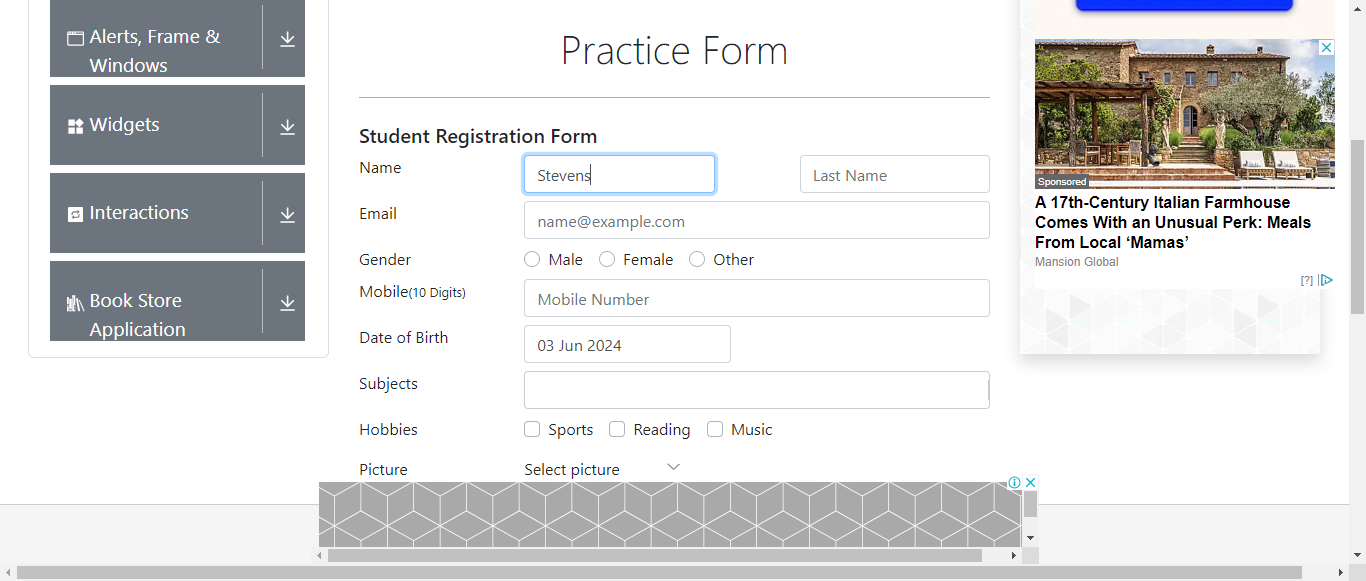 Alerts, Frame &
Windows
Widgets
Interactions
Book Store
Application
Practice Form
Student Registration Form
Name
Stevens
Last Name
Email
name@example.com
Gender
Male
Female
Other
Mobile(10 Digits)
Mobile Number
Date of Birth
03 Jun 2024
Subjects
Hobbies
Sports
Reading
Music
Picture
Select picture
Sponsored
A 17th-Century Italian Farmhouse
Comes With an Unusual Perk: Meals
From Local ‘Mamas’
Mansion Global
[?]